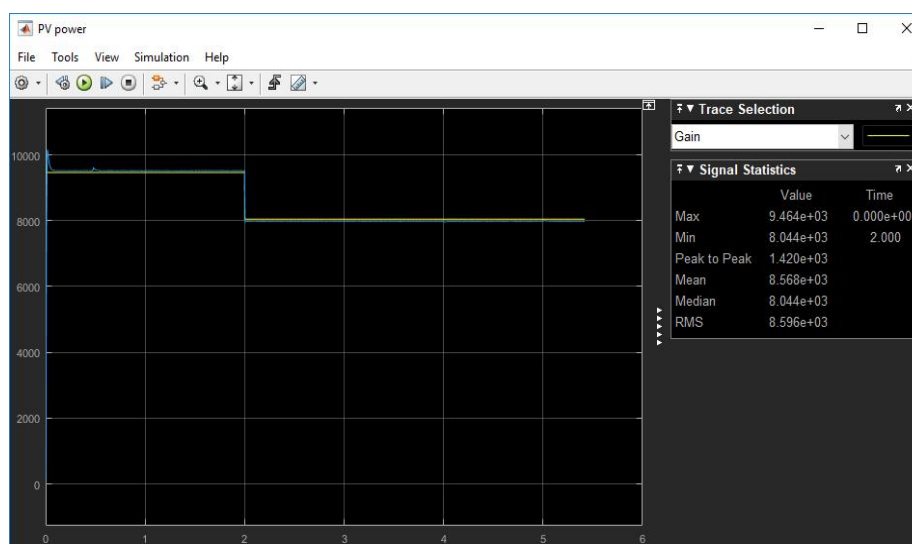 PV power
File Tools View Simulation Help
Trace Selection
Gain
Signal Statistics
Value Time
Max 9.464e+03 0.000e+00
Min 8.044e+03 2.000
Peak to Peak 1.420e+03
Mean 8.568e+03
Median 8.044e+03
RMS 8.596e+03
10000
8000
6000
4000
2000
0
0 1 2 3 4 5 6